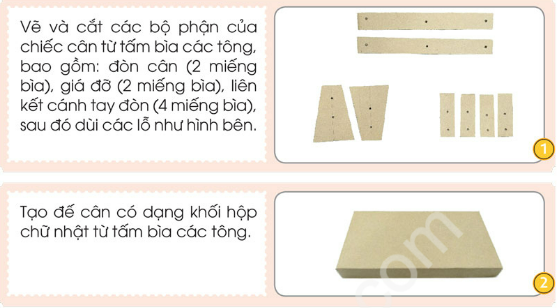 Vẽ và cắt các bộ phận của
chiếc cân từ tấm bìa các tông,
bao gồm: đòn cân (2 miếng
bìa), giá đỡ (2 miếng bìa), liên
kết cánh tay đòn (4 miếng bìa),
sau đó dùi các lỗ như hình bên.
1
Tạo đế cân có dạng khối hộp
chữ nhật từ tấm bìa các tông.
com
2